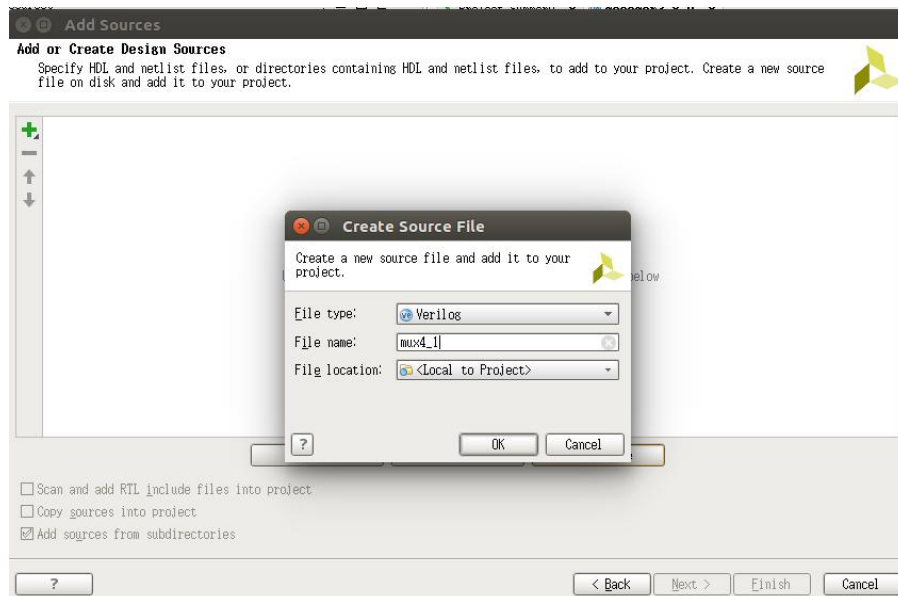 Add Sources
Add or Create Design Sources
Specify HDL and netlist files, or directories containing HDL and netlist files, to add to your project. Create a new source
file on disk and add it to your project.
Create Source File
Create a new source file and add it to your
project.
below
File type:
Verilog
File name:
mux4_1
File location:
<Local to Project>
?
OK
Cancel
Scan and add RTL include files into project
Copy sources into project
Add sources from subdirectories
?
< Back
Next >
Finish
Cancel